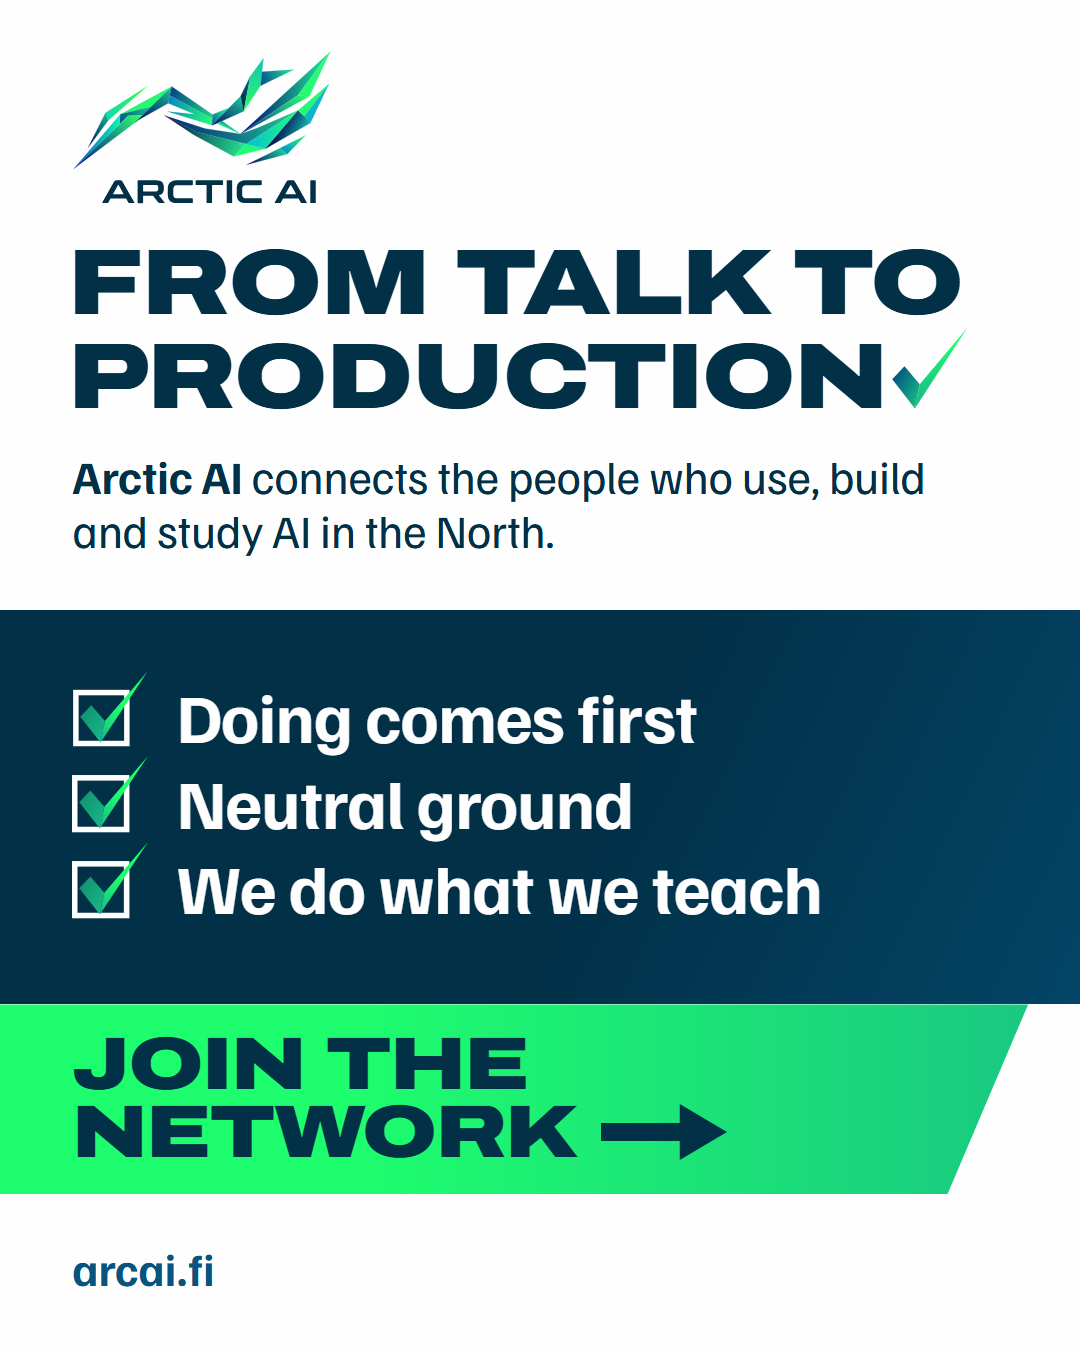 ARCTIC AI
FROM TALK TO
PRODUCTION
Arctic AI connects the people who use, build
and study AI in the North.
Doing comes first
Neutral ground
We do what we teach
JOIN THE
NETWORK
arcai.fi